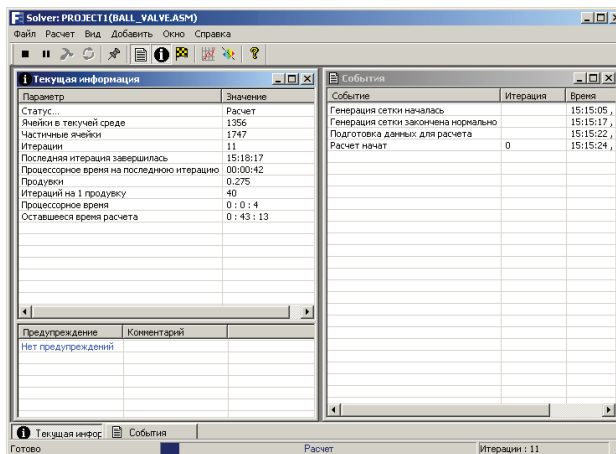 Solver: PROJECT1(BALL_VALVE.ASM)
Файл Расчет Вид Добавить Окно Справка
Текущая информация
Параметр Значение
Статус... Расчет
Ячейки в текучей среде 1356
Частичные ячейки 1747
Итерации 11
Последняя итерация завершилась 15:18:17
Процессорное время на последнюю итерацию 00:00:42
Продувки 0.275
Итераций на 1 продувку 40
Процессорное время 0 : 0 : 4
Оставшееся время расчета 0 : 43 : 13
Предупреждение Комментарий
Нет предупреждений
События
Событие Итерация Время
Генерация сетки началась 15:15:05 ,
Генерация сетки закончена нормально 15:15:17 ,
Подготовка данных для расчета 15:15:22 ,
Расчет начат 0 15:15:24 ,
Текущая инфор События
Готово Расчет Итерации : 11